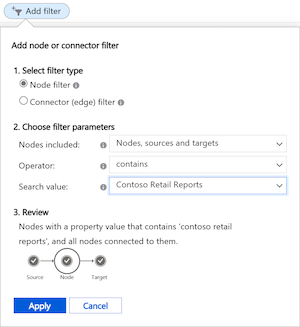 Add filter
Add node or connector filter
1. Select filter type
Node filter
Connector (edge) filter
2. Choose filter parameters
Nodes included: Nodes, sources and targets
Operator: contains
Search value: Contoso Retail Reports
3. Review
Nodes with a property value that contains 'contoso retail
reports', and all nodes connected to them.
Source Node Target
Apply Cancel